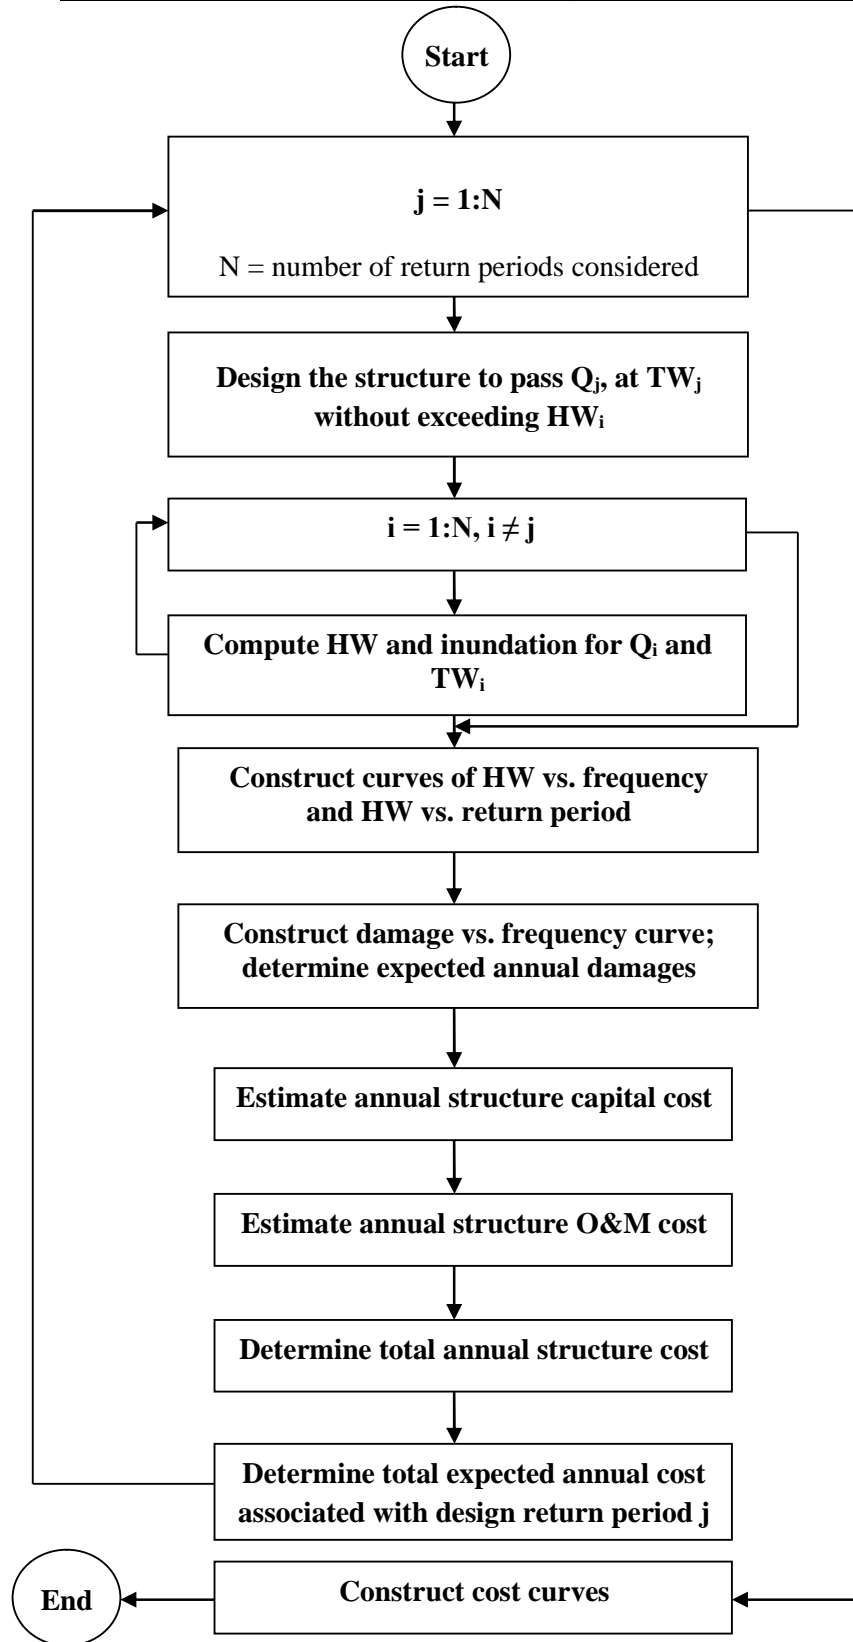 Start
j = 1:N
N = number of return periods considered
Design the structure to pass Qj, at TWj
without exceeding HWi
i = 1:N, i ≠ j
Compute HW and inundation for Qi and
TWi
Construct curves of HW vs. frequency
and HW vs. return period
Construct damage vs. frequency curve;
determine expected annual damages
Estimate annual structure capital cost
Estimate annual structure O&M cost
Determine total annual structure cost
Determine total expected annual cost
associated with design return period j
Construct cost curves
End